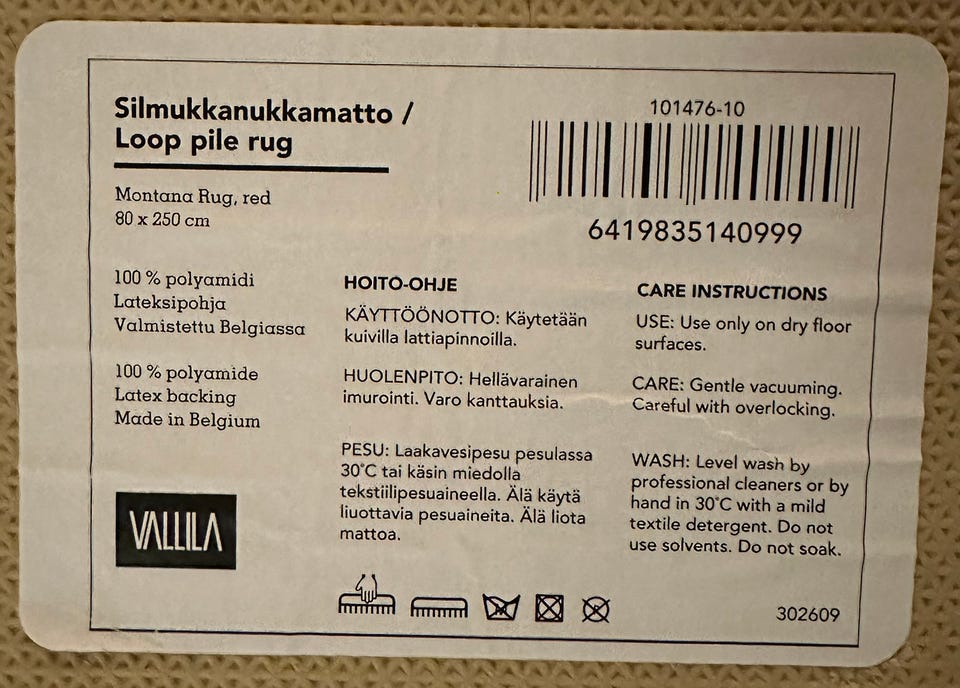 Silmukkanukkamatto /
Loop pile rug
Montana Rug, red
80 x 250 cm
101476-10
6419835140999
100 % polyamidi
Lateksipohja
Valmistettu Belgiassa
100 % polyamide
Latex backing
Made in Belgium
VALLILA
HOITO-OHJE
KÄYTTÖÖNOTTO: Käytetään
kuivilla lattiapinnoilla.
HUOLENPITO: Hellävarainen
imurointi. Varo kanttauksia.
PESU: Laakavesipesu pesulassa
30°C tai käsin miedolla
tekstiilipesuaineella. Älä käytä
liuottavia pesuaineita. Älä liota
mattoa.
CARE INSTRUCTIONS
USE: Use only on dry floor
surfaces.
CARE: Gentle vacuuming.
Careful with overlocking.
WASH: Level wash by
professional cleaners or by
hand in 30°C with a mild
textile detergent. Do not
use solvents. Do not soak.
302609